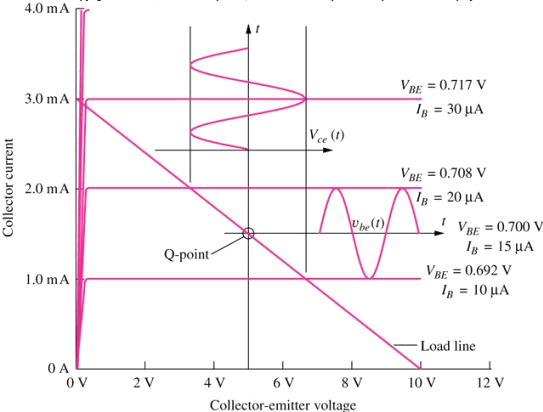 4.0 mA
3.0 mA
2.0 mA
1.0 mA
0 A
Collector current
t
V_ce (t)
V_BE = 0.717 V
I_B = 30 µA
V_BE = 0.708 V
I_B = 20 µA
v_be(t)
t
V_BE = 0.700 V
I_B = 15 µA
Q-point
V_BE = 0.692 V
I_B = 10 µA
Load line
0 V
2 V
4 V
6 V
8 V
10 V
12 V
Collector-emitter voltage